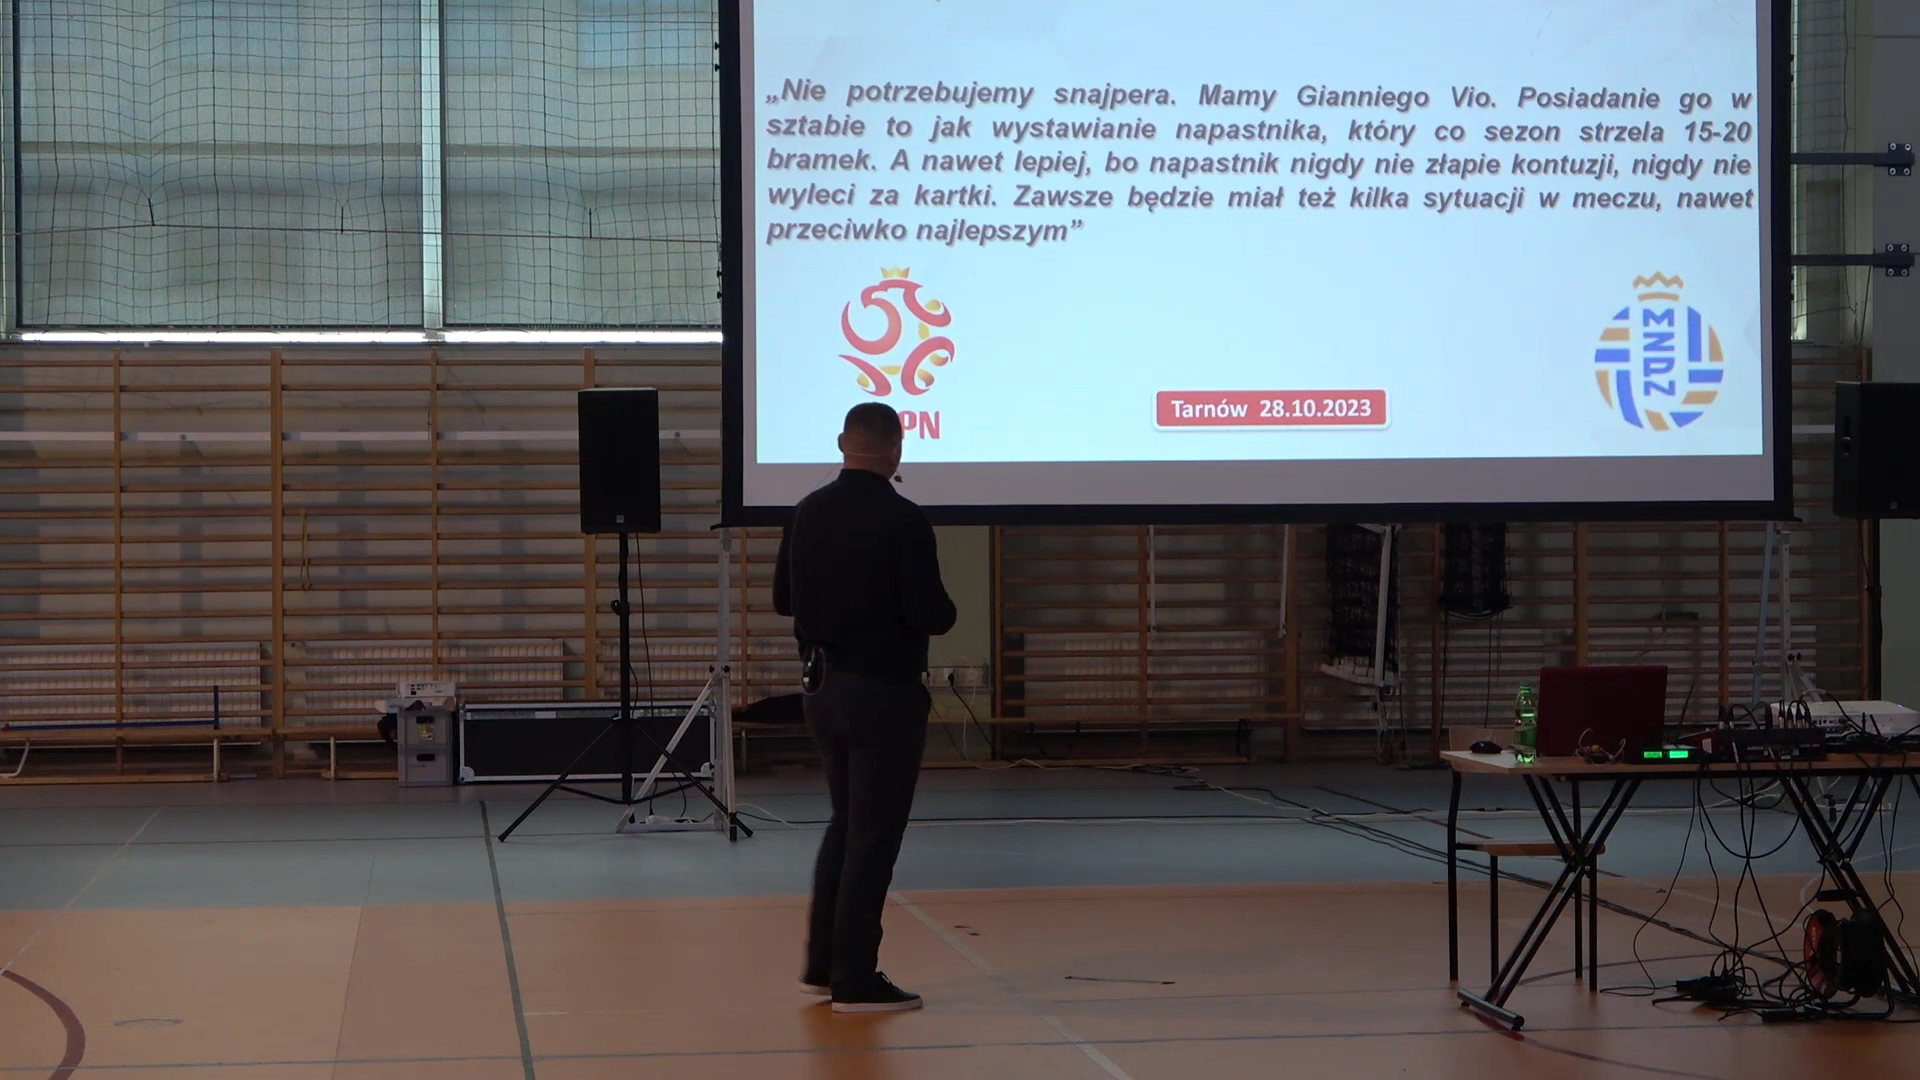 „Nie potrzebujemy snajpera. Mamy Gianniego Vio. Posiadanie go w
sztabie to jak wystawianie napastnika, który co sezon strzela 15-20
bramek. A nawet lepiej, bo napastnik nigdy nie złapie kontuzji, nigdy nie
wyleci za kartki. Zawsze będzie miał też kilka sytuacji w meczu, nawet
przeciwko najlepszym”
PN
Tarnów 28.10.2023
MZPN